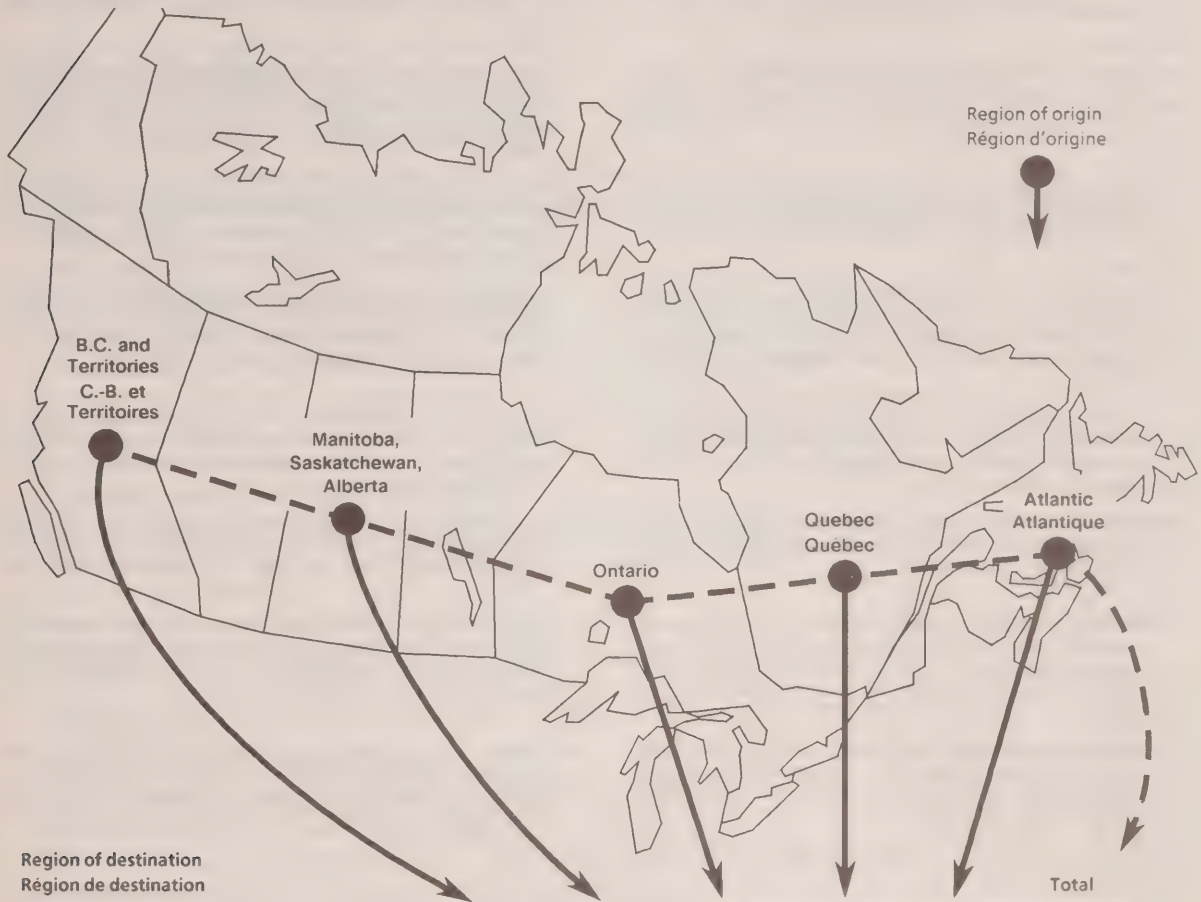 Region of origin
Région d'origine
B.C. and
Territories
C.-B. et
Territoires
Manitoba,
Saskatchewan,
Alberta
Ontario
Quebec
Québec
Atlantic
Atlantique
Region of destination
Région de destination
Total